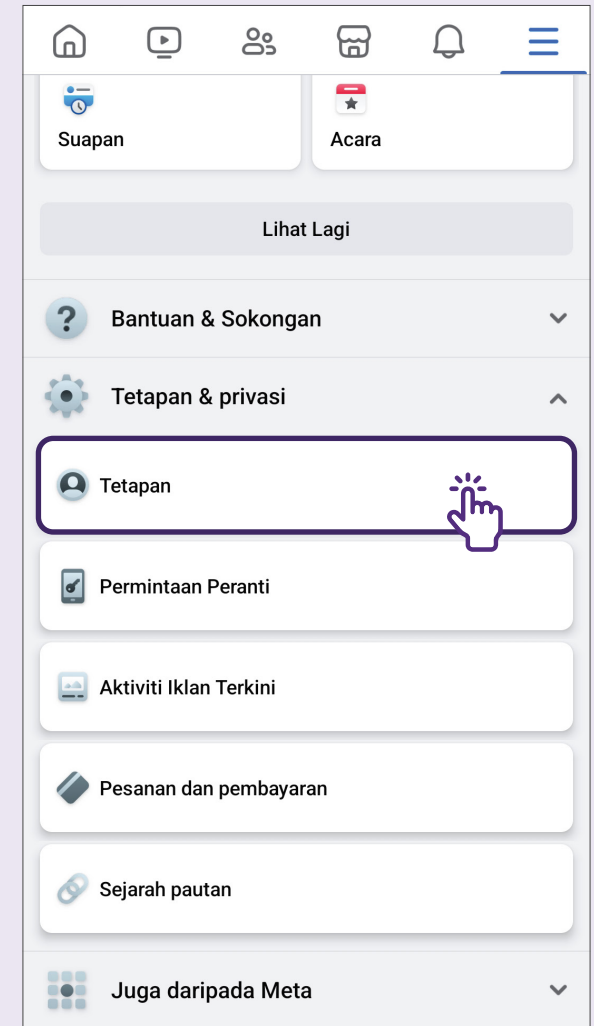 Suapan
Acara
Lihat Lagi
Bantuan & Sokongan
Tetapan & privasi
Tetapan
Permintaan Peranti
Aktiviti Iklan Terkini
Pesanan dan pembayaran
Sejarah pautan
Juga daripada Meta